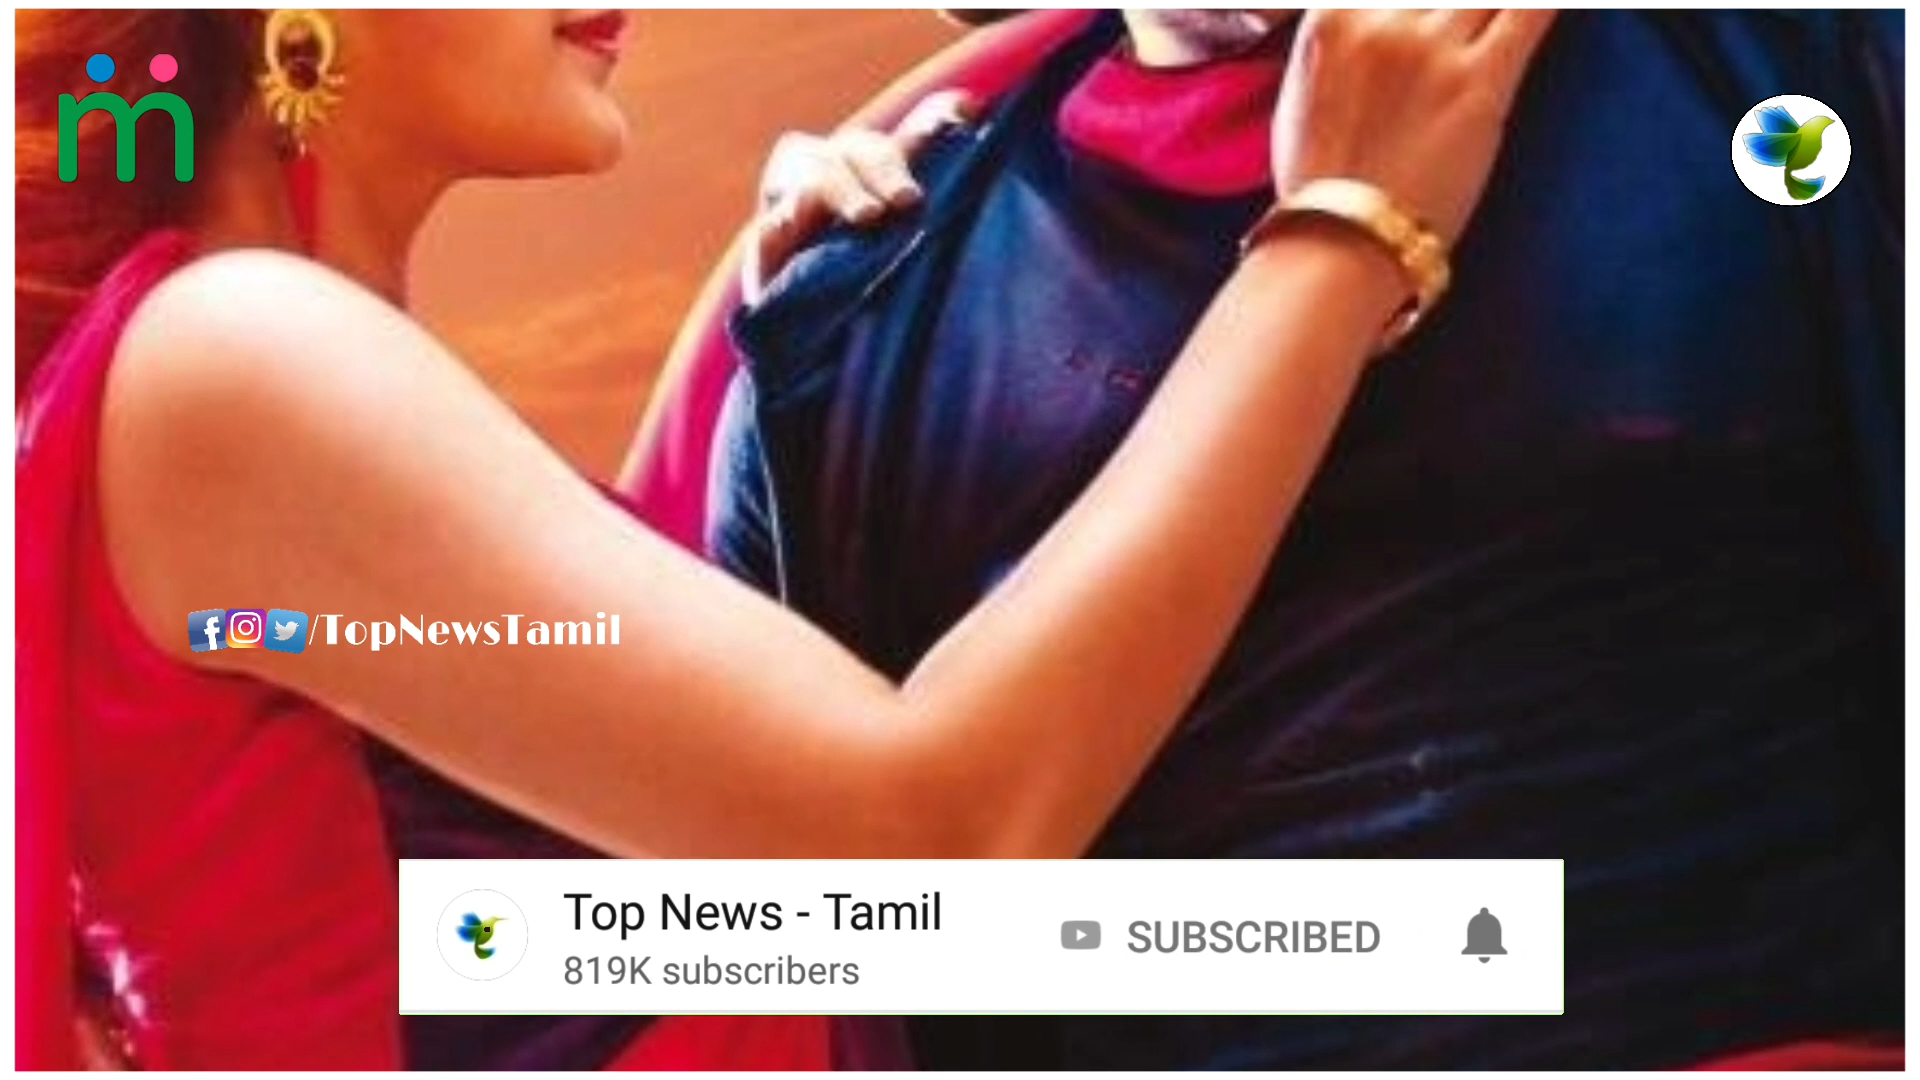 m
/TopNewsTamil
Top News - Tamil
819K subscribers
SUBSCRIBED